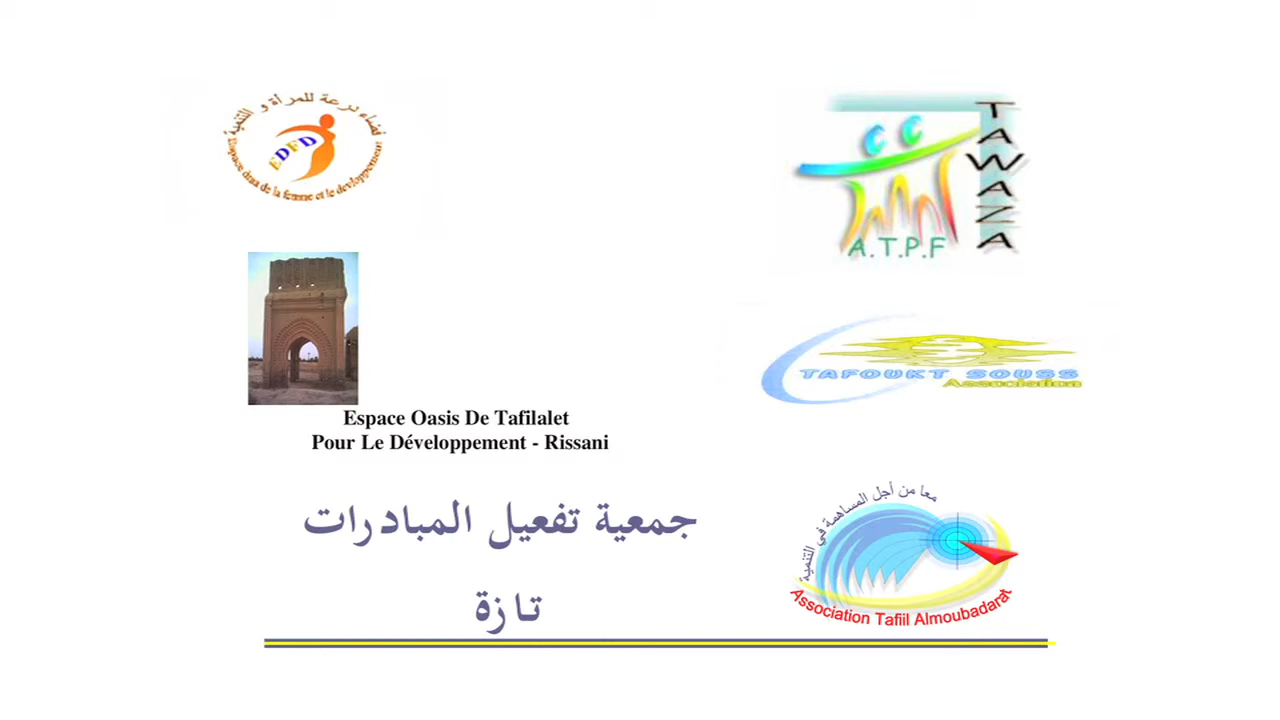 فضاء درعة للمرأة و التنمية
EDFD
Espace draa de la femme et le devloppement
TAWAZA
A.T.P.F
TAFOUKT SOUSS
Association
Espace Oasis De Tafilalet
Pour Le Développement - Rissani
جمعية تفعيل المبادرات
تازة
معا من أجل المساهمة في التنمية
Association Tafiil Almoubadarat